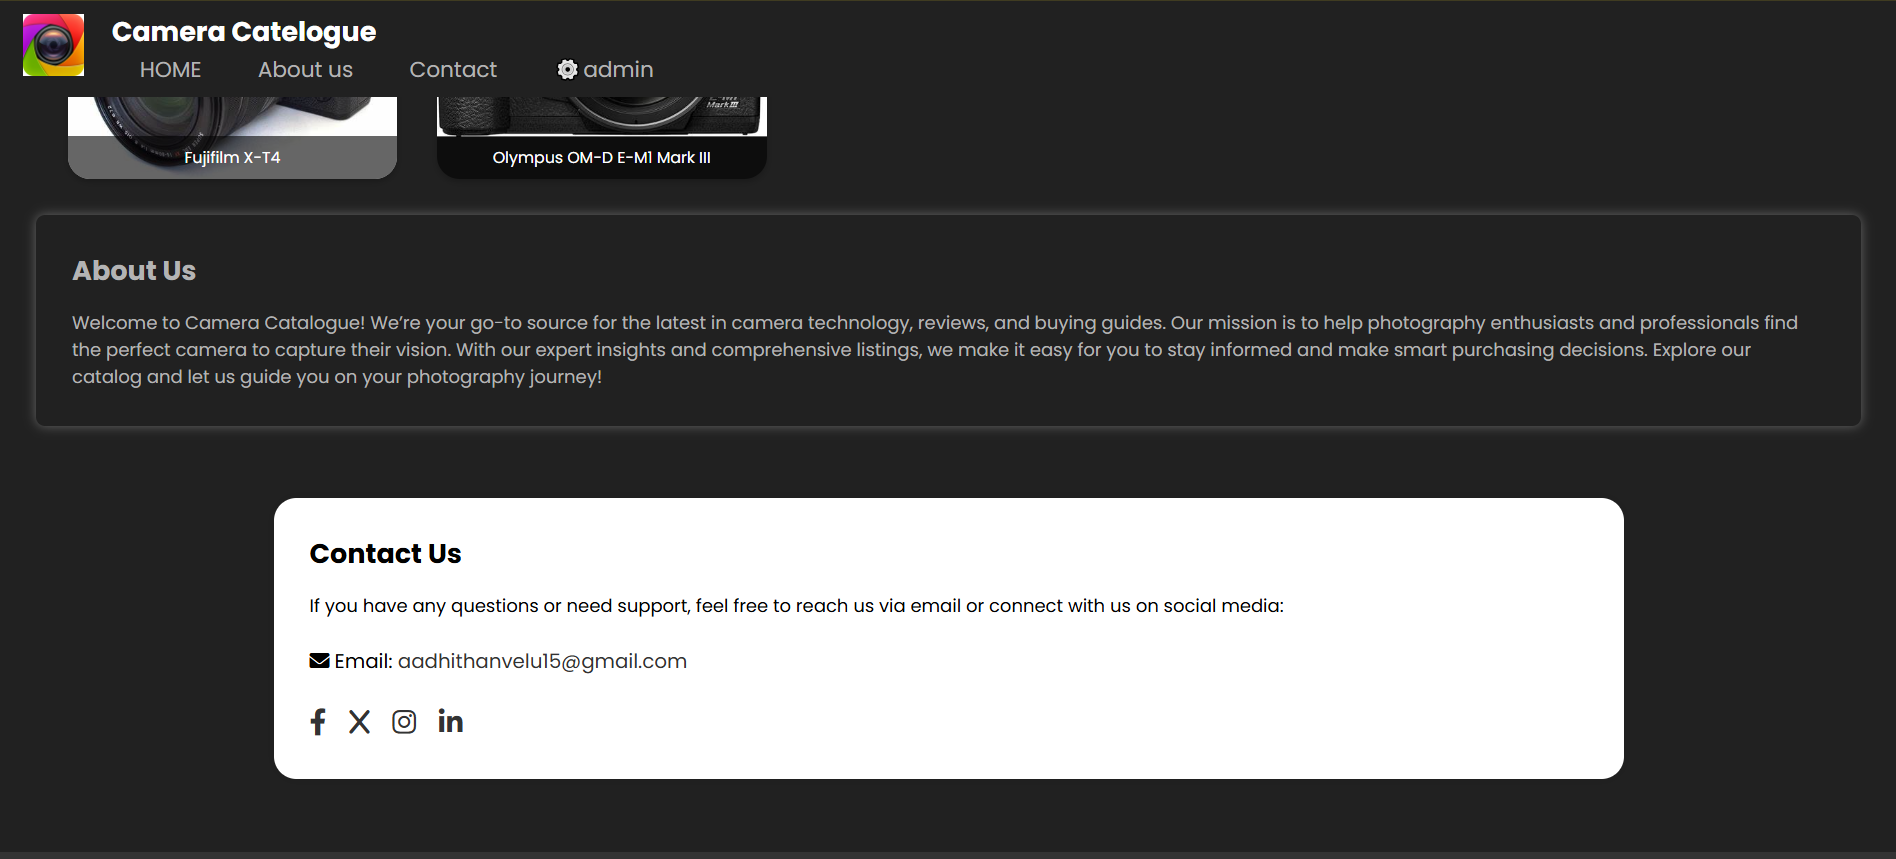 Camera Catelogue
HOME About us Contact admin
Mark III
Fujifilm X-T4
Olympus OM-D E-M1 Mark III
About Us
Welcome to Camera Catalogue! We’re your go-to source for the latest in camera technology, reviews, and buying guides. Our mission is to help photography enthusiasts and professionals find
the perfect camera to capture their vision. With our expert insights and comprehensive listings, we make it easy for you to stay informed and make smart purchasing decisions. Explore our
catalog and let us guide you on your photography journey!
Contact Us
If you have any questions or need support, feel free to reach us via email or connect with us on social media:
Email: aadhithanvelu15@gmail.com